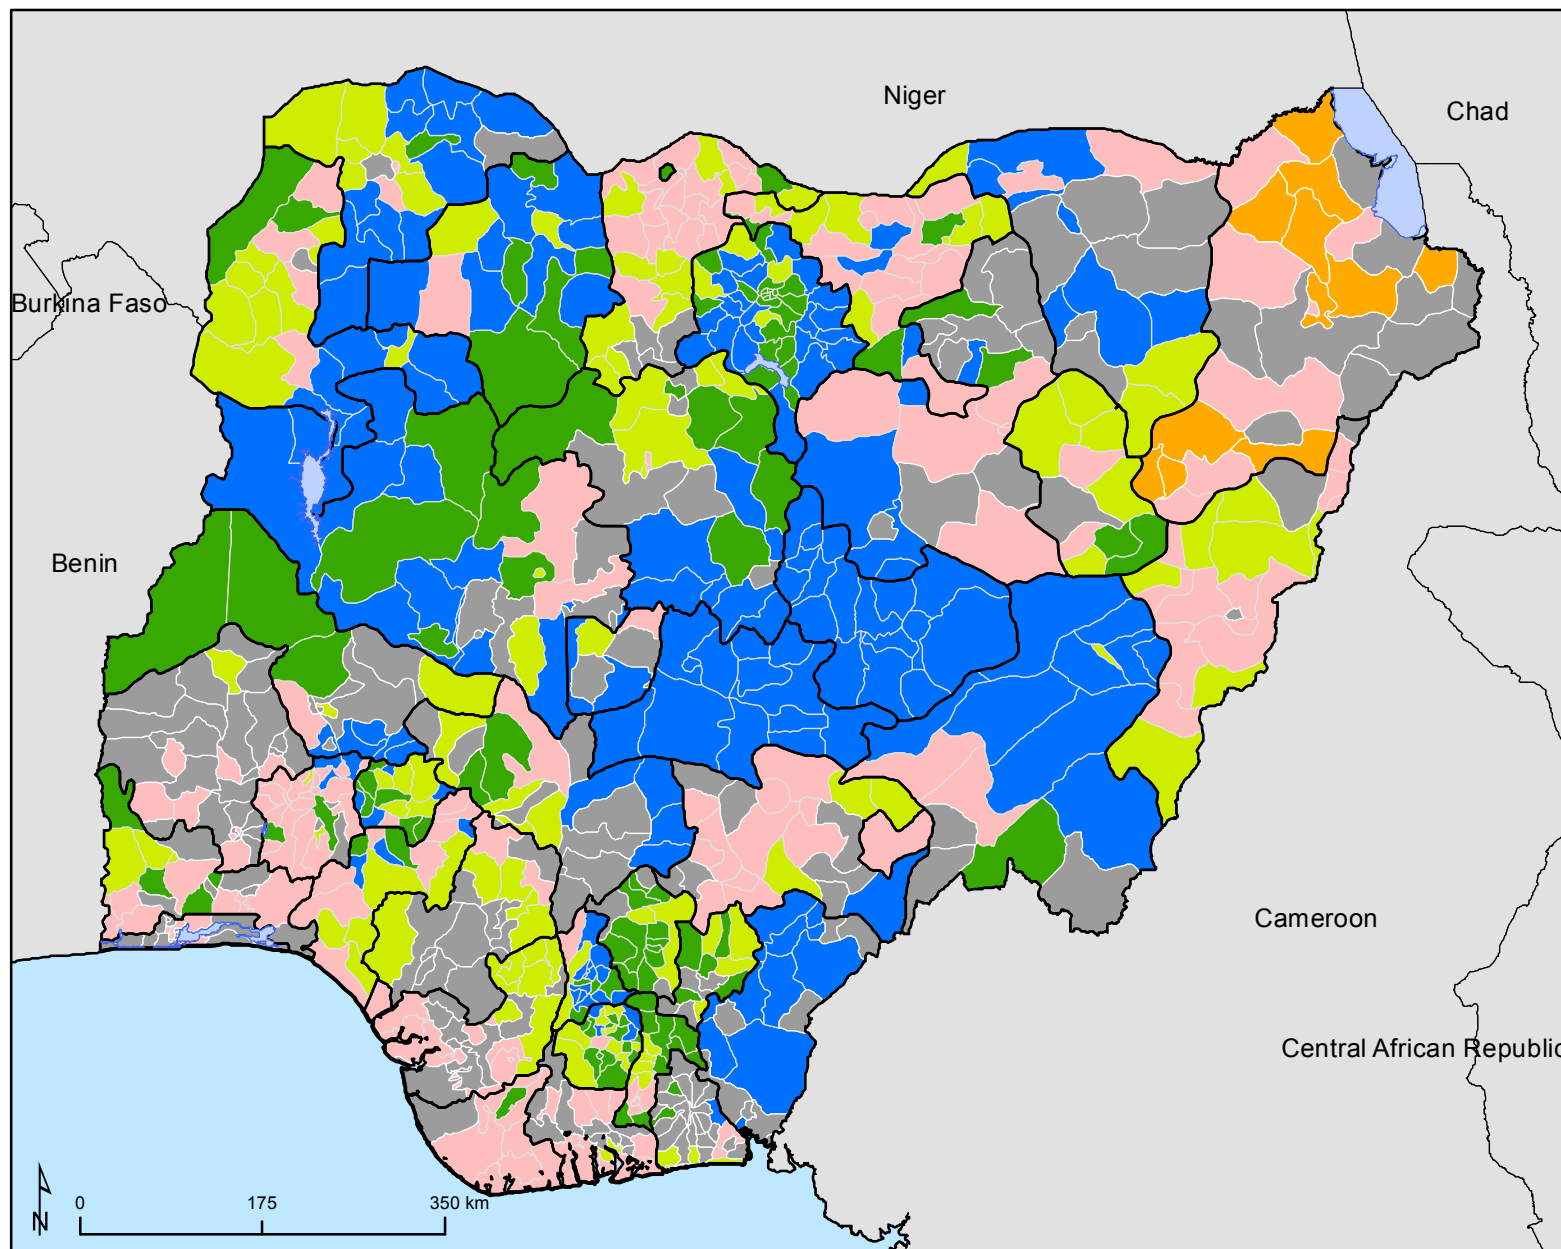 Niger
Chad
Burkina Faso
Benin
Cameroon
Central African Republic
N
0 175 350 km